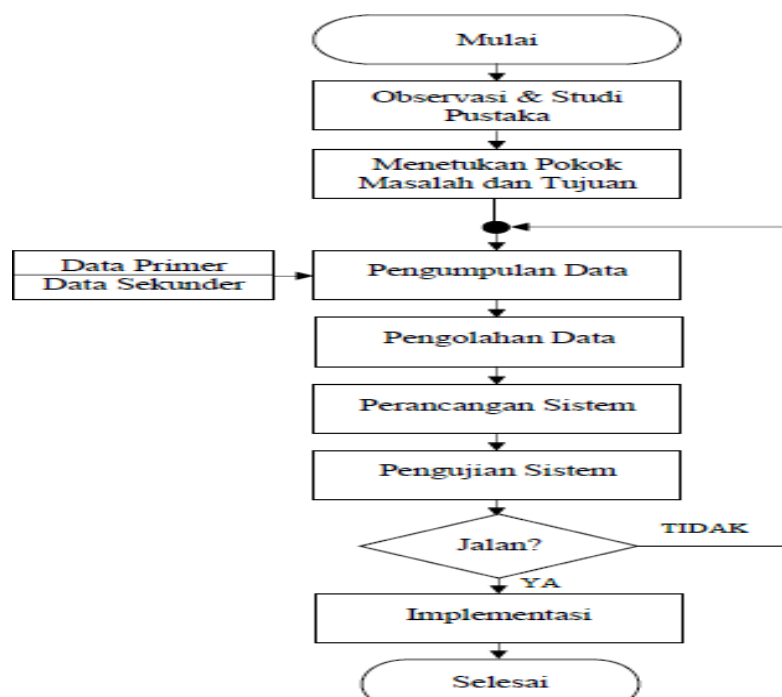 Mulai
Observasi & Studi
Pustaka
Menetukan Pokok
Masalah dan Tujuan
Data Primer
Data Sekunder
Pengumpulan Data
Pengolahan Data
Perancangan Sistem
Pengujian Sistem
Jalan?
TIDAK
YA
Implementasi
Selesai